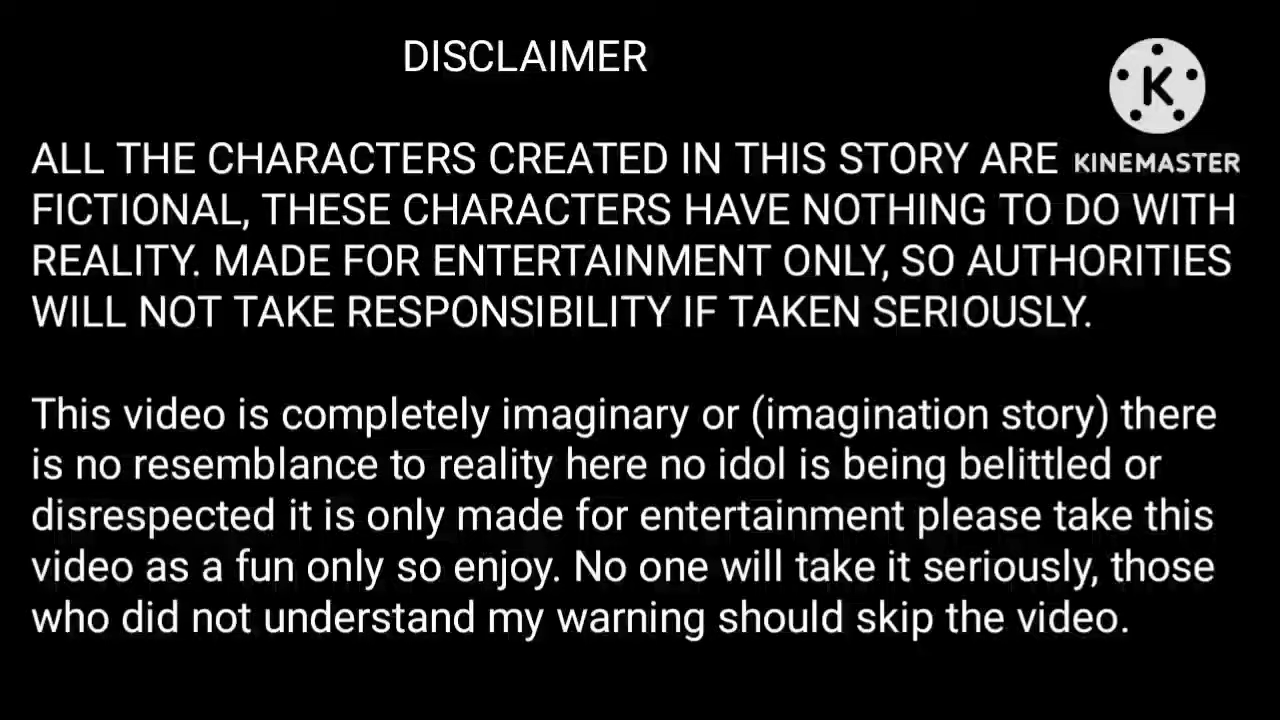 DISCLAIMER
K
ALL THE CHARACTERS CREATED IN THIS STORY ARE
KINEMASTER
FICTIONAL, THESE CHARACTERS HAVE NOTHING TO DO WITH
REALITY. MADE FOR ENTERTAINMENT ONLY, SO AUTHORITIES
WILL NOT TAKE RESPONSIBILITY IF TAKEN SERIOUSLY.
This video is completely imaginary or (imagination story) there
is no resemblance to reality here no idol is being belittled or
disrespected it is only made for entertainment please take this
video as a fun only so enjoy. No one will take it seriously, those
who did not understand my warning should skip the video.